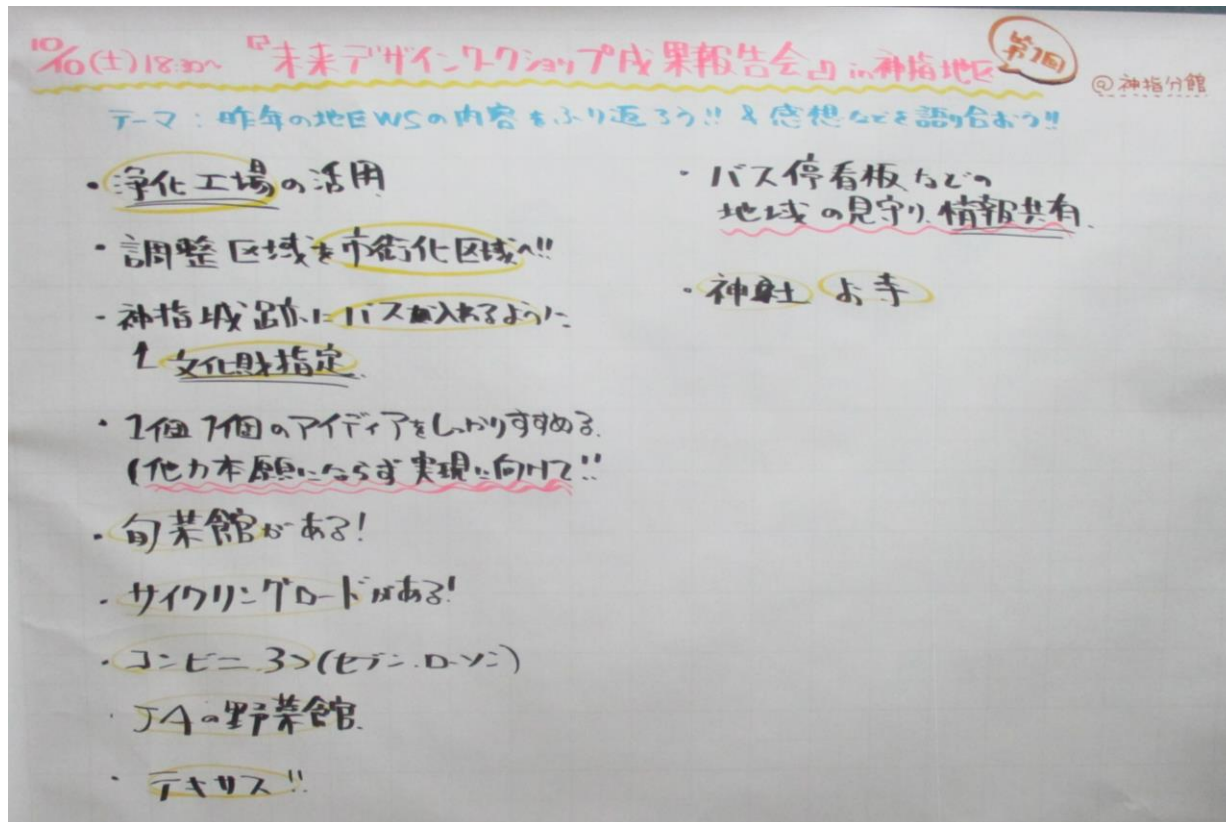 10/10(土)18:30〜 『未来デザインワークショップ成果報告会』in神指地区 第1回
@神指分館
テーマ:昨年の地区WSの内容をふり返ろう!!&感想などを語り合おう!!
・浄化工場の活用
・調整区域を市街化区域へ!!
・神指城跡にバスが入れるように
↑文化財指定
・1個1個のアイディアをしっかりすすめる.
(他力本願にならず実現に向けて!!
・旬菜館がある!
・サイクリングロードがある!
・コンビニ 3つ(セブン.ローソン)
・JAの野菜館.
・テキサス!!
・バス停看板などの
地域の見守り.情報共有.
・神社 お寺